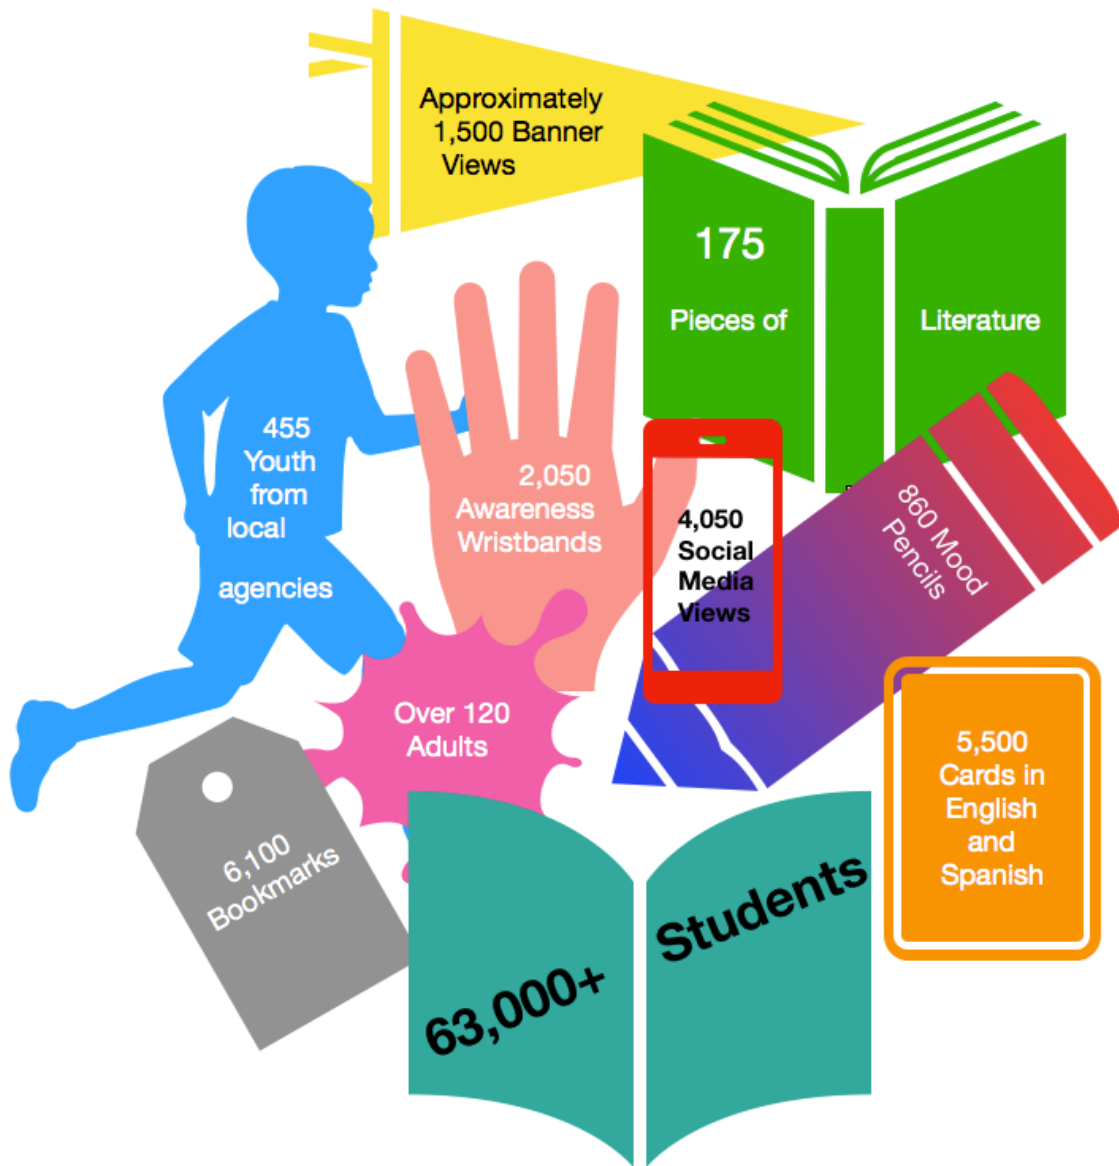 Approximately
1,500 Banner
Views
175
Pieces of
Literature
455
Youth
from
local
agencies
2,050
Awareness
Wristbands
4,050
Social
Media
Views
860 Mood
Pencils
Over 120
Adults
5,500
Cards in
English
and
Spanish
6,100
Bookmarks
63,000+
Students